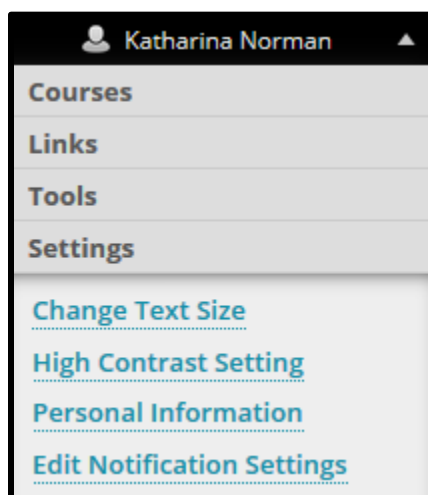 Katharina Norman
Courses
Links
Tools
Settings
Change Text Size
High Contrast Setting
Personal Information
Edit Notification Settings